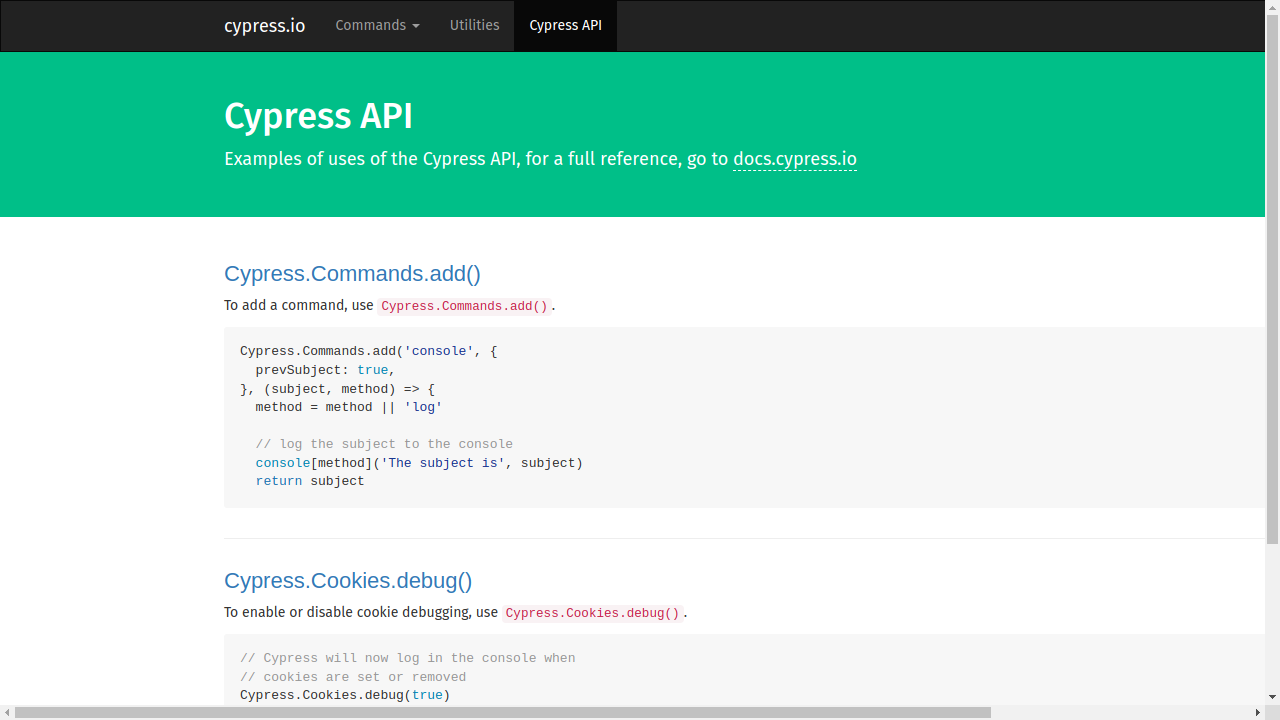 cypress.io Commands Utilities Cypress API
Cypress API
Examples of uses of the Cypress API, for a full reference, go to docs.cypress.io
Cypress.Commands.add()
To add a command, use Cypress.Commands.add().
Cypress.Commands.add('console', {
  prevSubject: true,
}, (subject, method) => {
  method = method || 'log'
  // log the subject to the console
  console[method]('The subject is', subject)
  return subject
Cypress.Cookies.debug()
To enable or disable cookie debugging, use Cypress.Cookies.debug().
// Cypress will now log in the console when
// cookies are set or removed
Cypress.Cookies.debug(true)